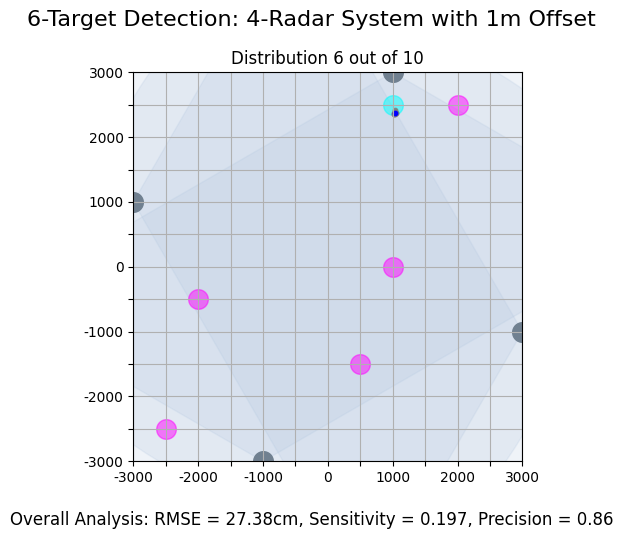 6-Target Detection: 4-Radar System with 1m Offset
Distribution 6 out of 10
3000
2000
1000
0
-1000
-2000
-3000
-3000 -2000 -1000 0 1000 2000 3000
Overall Analysis: RMSE = 27.38cm, Sensitivity = 0.197, Precision = 0.86